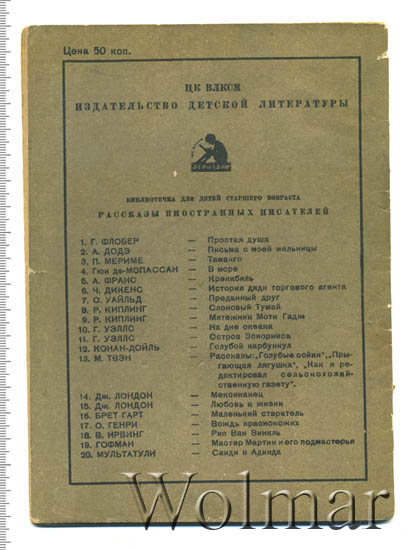 Цена 50 коп.
ЦК ВЛКСМ
ИЗДАТЕЛЬСТВО ДЕТСКОЙ ЛИТЕРАТУРЫ
ДЕТИЗДАТ
БИБЛИОТЕЧКА ДЛЯ ДЕТЕЙ СТАРШЕГО ВОЗРАСТА
РАССКАЗЫ ИНОСТРАННЫХ ПИСАТЕЛЕЙ
1. Г. ФЛОБЕР — Простая душа
2. А. ДОДЭ — Письма с моей мельницы
3. П. МЕРИМЕ — Таманго
4. Гюи де-МОПАССАН — В море
5. А. ФРАНС — Кренкбиль
6. Ч. ДИКЕНС — Истории дяди торгового агента
7. О. УАЙЛЬД — Преданный друг
8. Р. КИПЛИНГ — Слоновый Тумай
9. Р. КИПЛИНГ — Мятежник Моти Гадж
10. Г. УЭЛЛС — На дне океана
11. Г. УЭЛЛС — Остров Эпиорниса
12. КОНАН-ДОЙЛЬ — Голубой карбункул
13. М. ТВЭН — Рассказы: „Голубые сойки", „Пры-
гающая лягушка", „Как я ре-
дактировал сельскохозяй-
ственную газету".
14. Дж. ЛОНДОН — Мексиканец
15. Дж. ЛОНДОН — Любовь к жизни
16. БРЕТ ГАРТ — Маленький старатель
17. О. ГЕНРИ — Вождь краснокожих
18. В. ИРВИНГ — Рип Ван Винкль
19. ГОФМАН — Мастер Мартин и его подмастерья
20. МУЛЬТАТУЛИ — Саидя и Адинда
Wolmar